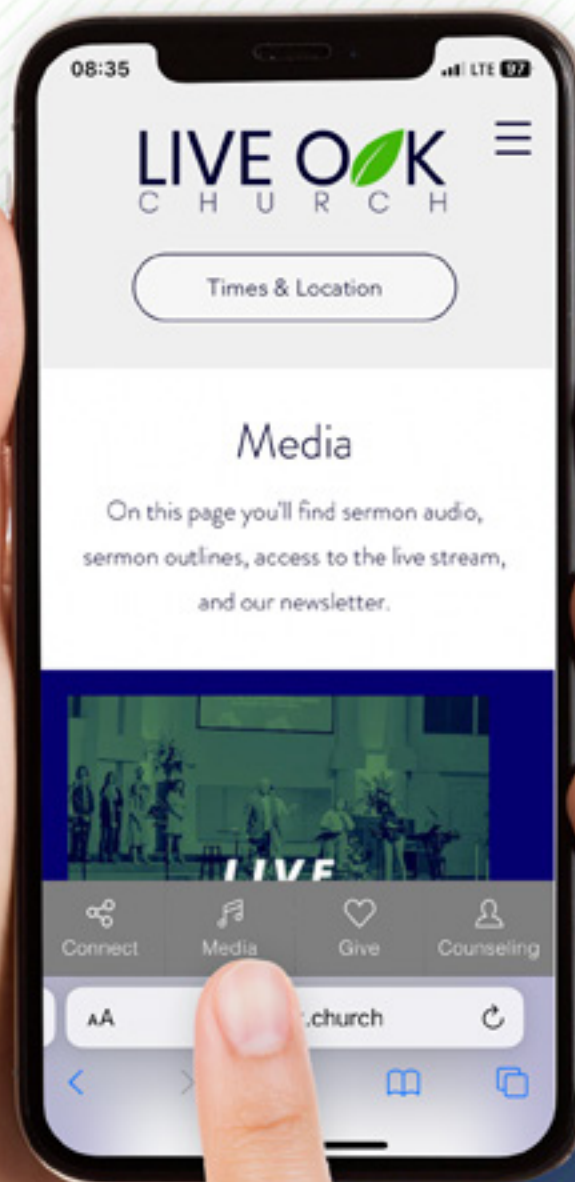 08:35
LTE 97
LIVE OAK
CHURCH
Times & Location
Media
On this page you'll find sermon audio,
sermon outlines, access to the live stream,
and our newsletter.
LIVE
Connect Media Give Counseling
AA .church